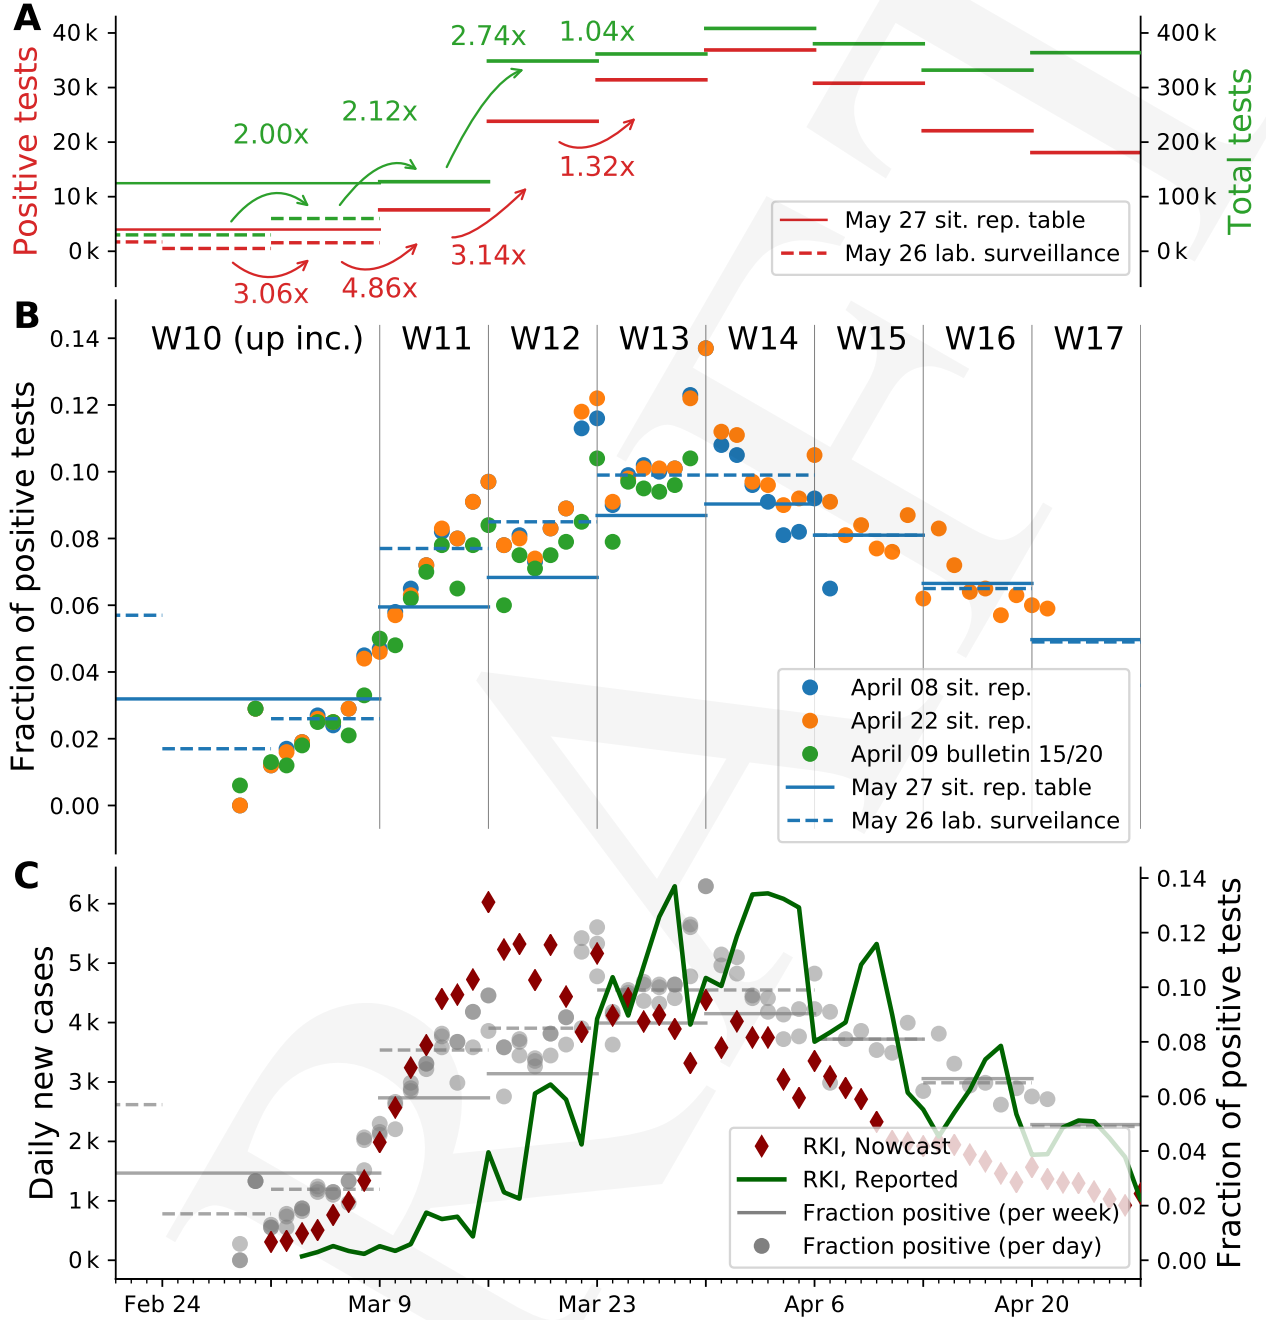 A
Positive tests
40 k
30 k
20 k
10 k
0 k
2.00x
2.12x
2.74x
1.04x
3.06x
4.86x
3.14x
1.32x
May 27 sit. rep. table
May 26 lab. surveillance
400 k
300 k
200 k
100 k
0 k
Total tests
B
Fraction of positive tests
0.14
0.12
0.10
0.08
0.06
0.04
0.02
0.00
W10 (up inc.)
W11
W12
W13
W14
W15
W16
W17
April 08 sit. rep.
April 22 sit. rep.
April 09 bulletin 15/20
May 27 sit. rep. table
May 26 lab. surveillance
C
Daily new cases
6 k
5 k
4 k
3 k
2 k
1 k
0 k
RKI, Nowcast
RKI, Reported
Fraction positive (per week)
Fraction positive (per day)
0.14
0.12
0.10
0.08
0.06
0.04
0.02
0.00
Fraction of positive tests
Feb 24
Mar 9
Mar 23
Apr 6
Apr 20